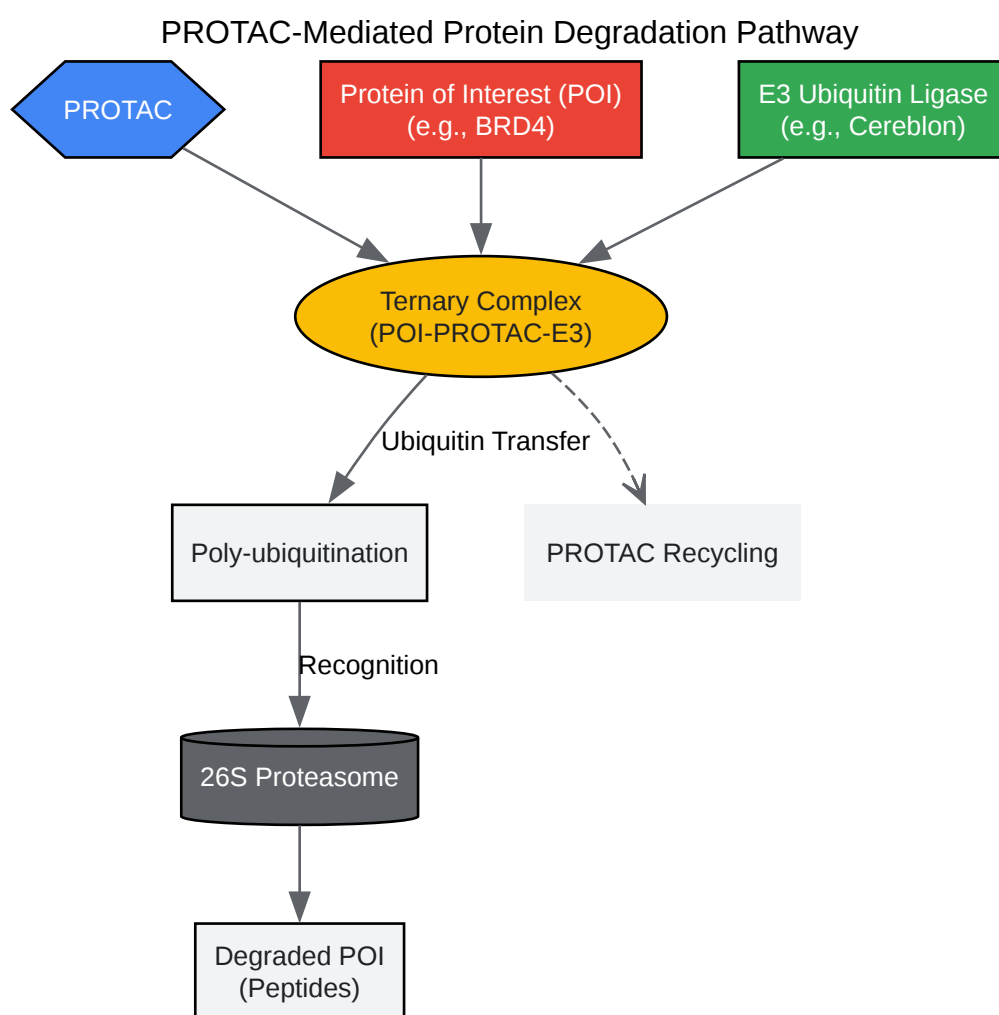 PROTAC-Mediated Protein Degradation Pathway
PROTAC
Protein of Interest (POI)
(e.g., BRD4)
E3 Ubiquitin Ligase
(e.g., Cereblon)
Ternary Complex
(POI-PROTAC-E3)
Ubiquitin Transfer
Poly-ubiquitination
PROTAC Recycling
Recognition
26S Proteasome
Degraded POI
(Peptides)